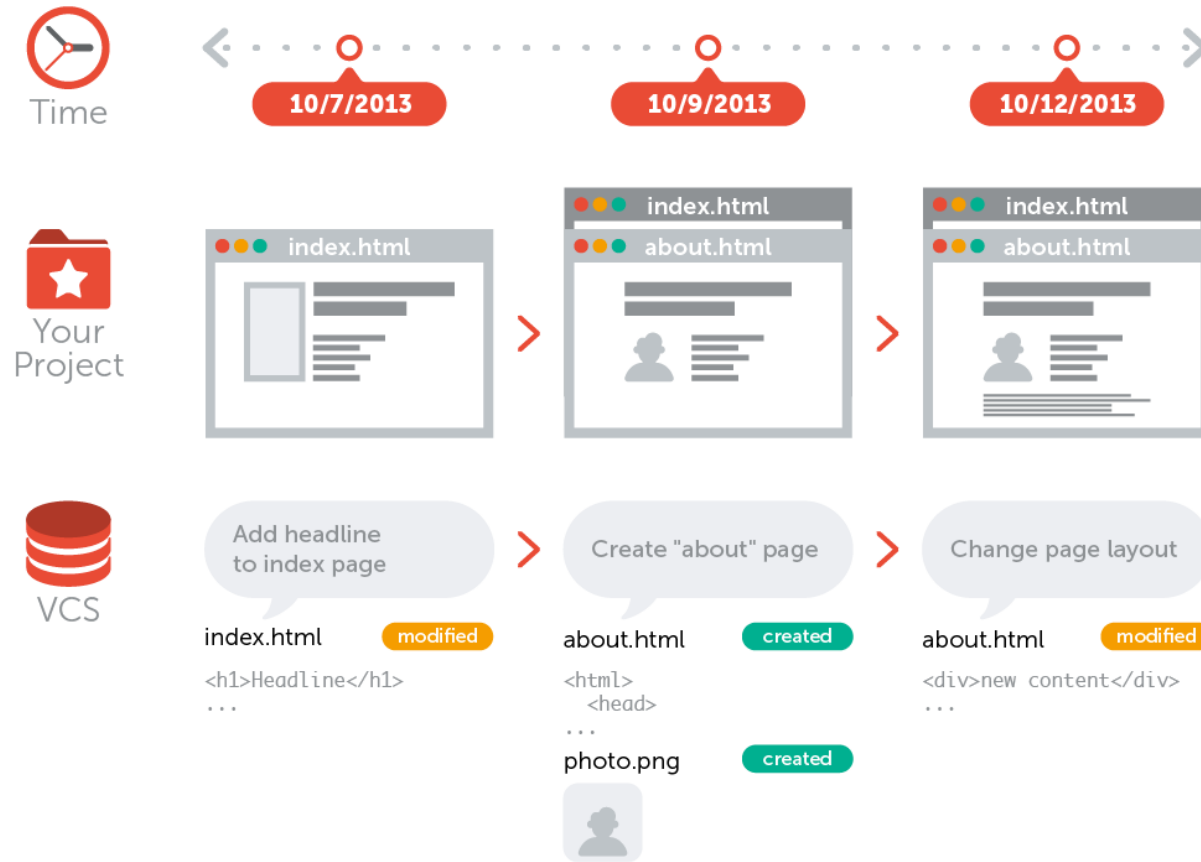 Time
10/7/2013
10/9/2013
10/12/2013
Your
Project
index.html
index.html
about.html
index.html
about.html
VCS
Add headline
to index page
Create "about" page
Change page layout
index.html
modified
<h1>Headline</h1>
...
about.html
created
<html>
<head>
...
photo.png
created
about.html
modified
<div>new content</div>
...